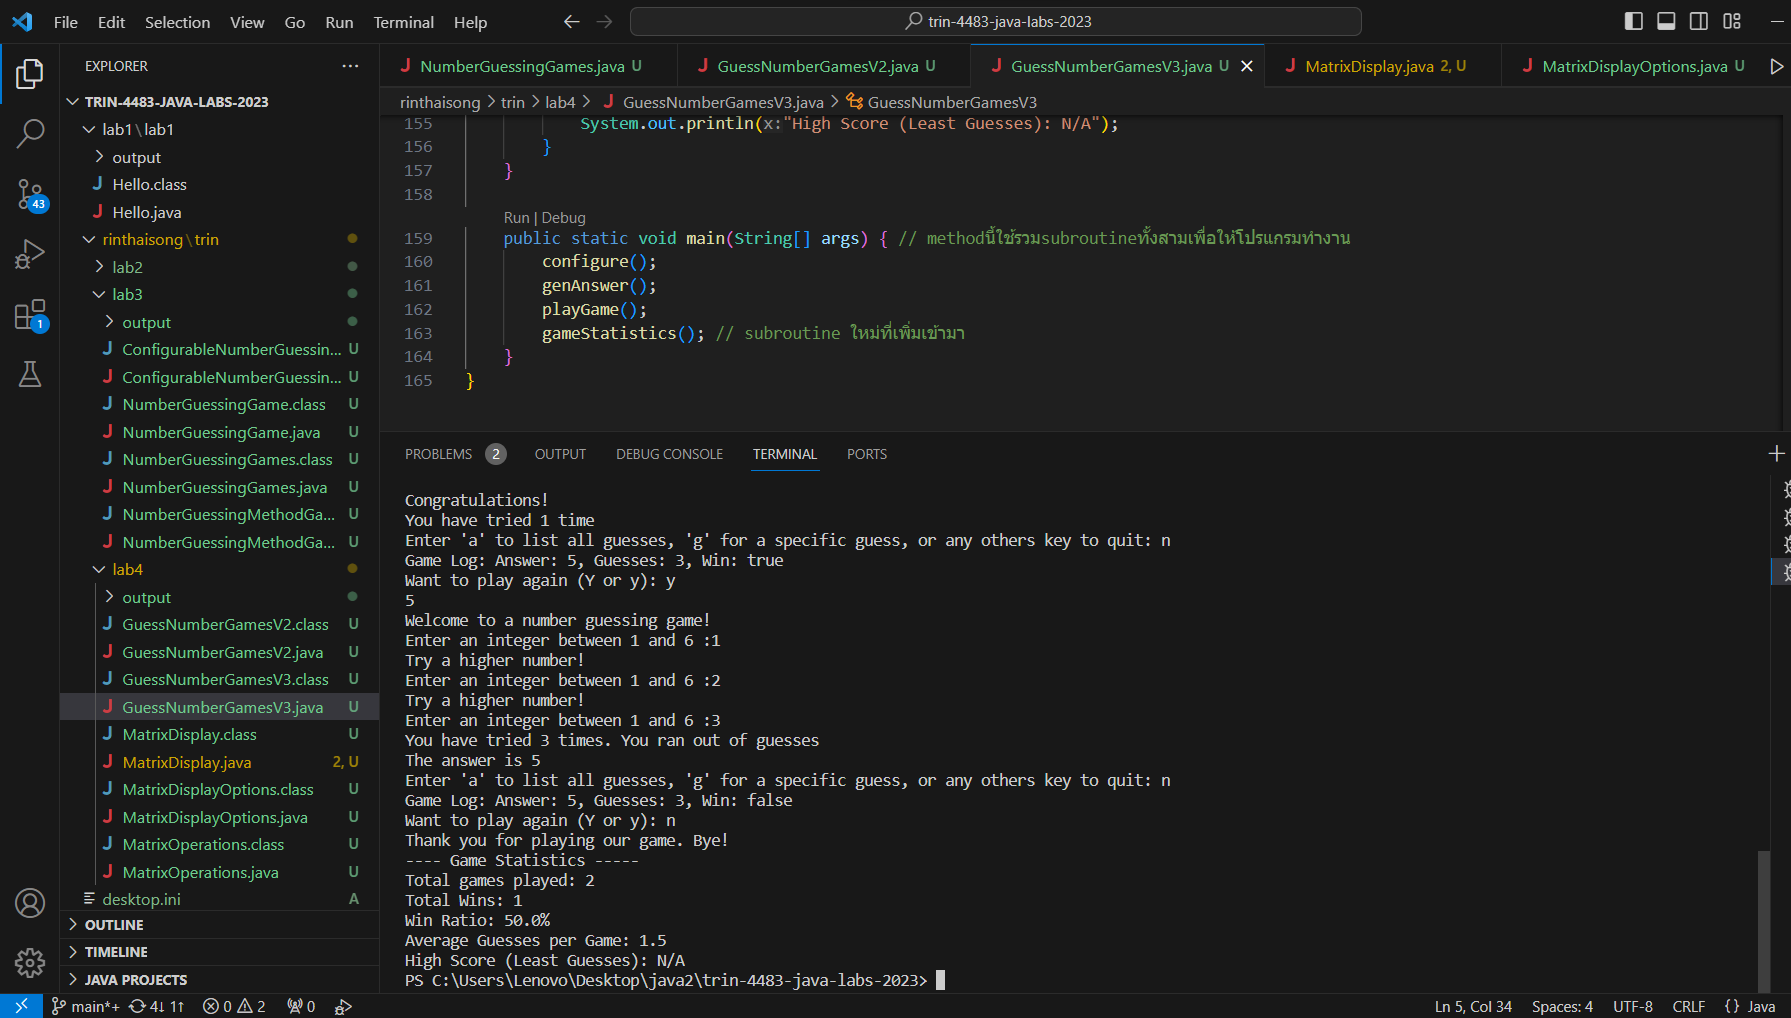 File Edit Selection View Go Run Terminal Help
trin-4483-java-labs-2023
EXPLORER
TRIN-4483-JAVA-LABS-2023
lab1\lab1
output
Hello.class
Hello.java
rinthaisong\trin
lab2
lab3
output
ConfigurableNumberGuessin... U
ConfigurableNumberGuessin... U
NumberGuessingGame.class U
NumberGuessingGame.java U
NumberGuessingGames.class U
NumberGuessingGames.java U
NumberGuessingMethodGa... U
NumberGuessingMethodGa... U
lab4
output
GuessNumberGamesV2.class U
GuessNumberGamesV2.java U
GuessNumberGamesV3.class U
GuessNumberGamesV3.java U
MatrixDisplay.class U
MatrixDisplay.java 2, U
MatrixDisplayOptions.class U
MatrixDisplayOptions.java U
MatrixOperations.class U
MatrixOperations.java U
desktop.ini A
OUTLINE
TIMELINE
JAVA PROJECTS
43
1
NumberGuessingGames.java U
GuessNumberGamesV2.java U
GuessNumberGamesV3.java U
MatrixDisplay.java 2, U
MatrixDisplayOptions.java U
rinthaisong > trin > lab4 > GuessNumberGamesV3.java > GuessNumberGamesV3
155 System.out.println(x:"High Score (Least Guesses): N/A");
156 }
157 }
158
Run | Debug
159 public static void main(String[] args) { // methodนี้ใช้รวมsubroutineทั้งสามเพื่อให้โปรแกรมทำงาน
160 configure();
161 genAnswer();
162 playGame();
163 gameStatistics(); // subroutine ใหม่ที่เพิ่มเข้ามา
164 }
165 }
PROBLEMS 2 OUTPUT DEBUG CONSOLE TERMINAL PORTS
Congratulations!
You have tried 1 time
Enter 'a' to list all guesses, 'g' for a specific guess, or any others key to quit: n
Game Log: Answer: 5, Guesses: 3, Win: true
Want to play again (Y or y): y
5
Welcome to a number guessing game!
Enter an integer between 1 and 6 :1
Try a higher number!
Enter an integer between 1 and 6 :2
Try a higher number!
Enter an integer between 1 and 6 :3
You have tried 3 times. You ran out of guesses
The answer is 5
Enter 'a' to list all guesses, 'g' for a specific guess, or any others key to quit: n
Game Log: Answer: 5, Guesses: 3, Win: false
Want to play again (Y or y): n
Thank you for playing our game. Bye!
---- Game Statistics -----
Total games played: 2
Total Wins: 1
Win Ratio: 50.0%
Average Guesses per Game: 1.5
High Score (Least Guesses): N/A
PS C:\Users\Lenovo\Desktop\java2\trin-4483-java-labs-2023>
main*+ 4↓ 1↑ 0 2 0
Ln 5, Col 34 Spaces: 4 UTF-8 CRLF {} Java